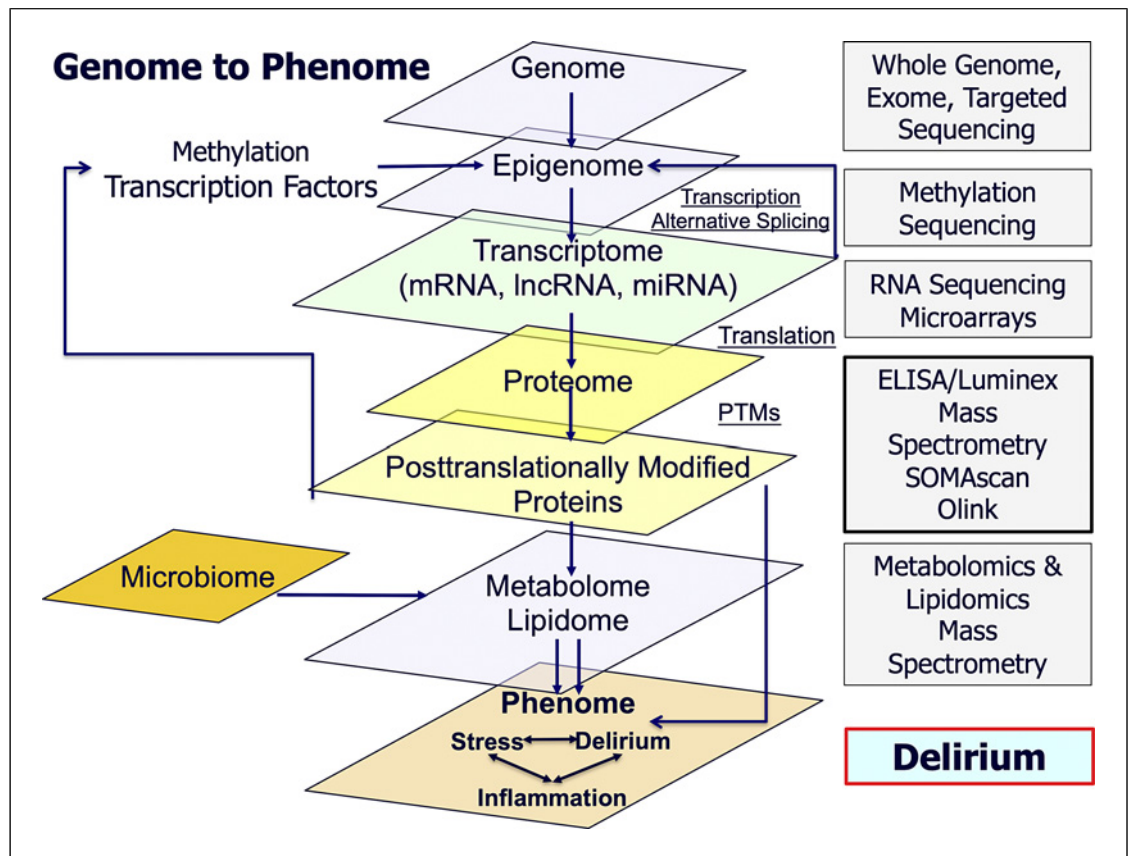 Genome to Phenome
Genome
Methylation
Transcription Factors
Epigenome
Transcription
Alternative Splicing
Transcriptome
(mRNA, lncRNA, miRNA)
Translation
Proteome
PTMs
Posttranslationally Modified
Proteins
Microbiome
Metabolome
Lipidome
Phenome
Stress
Delirium
Inflammation
Whole Genome,
Exome, Targeted
Sequencing
Methylation
Sequencing
RNA Sequencing
Microarrays
ELISA/Luminex
Mass
Spectrometry
SOMAscan
Olink
Metabolomics &
Lipidomics
Mass
Spectrometry
Delirium